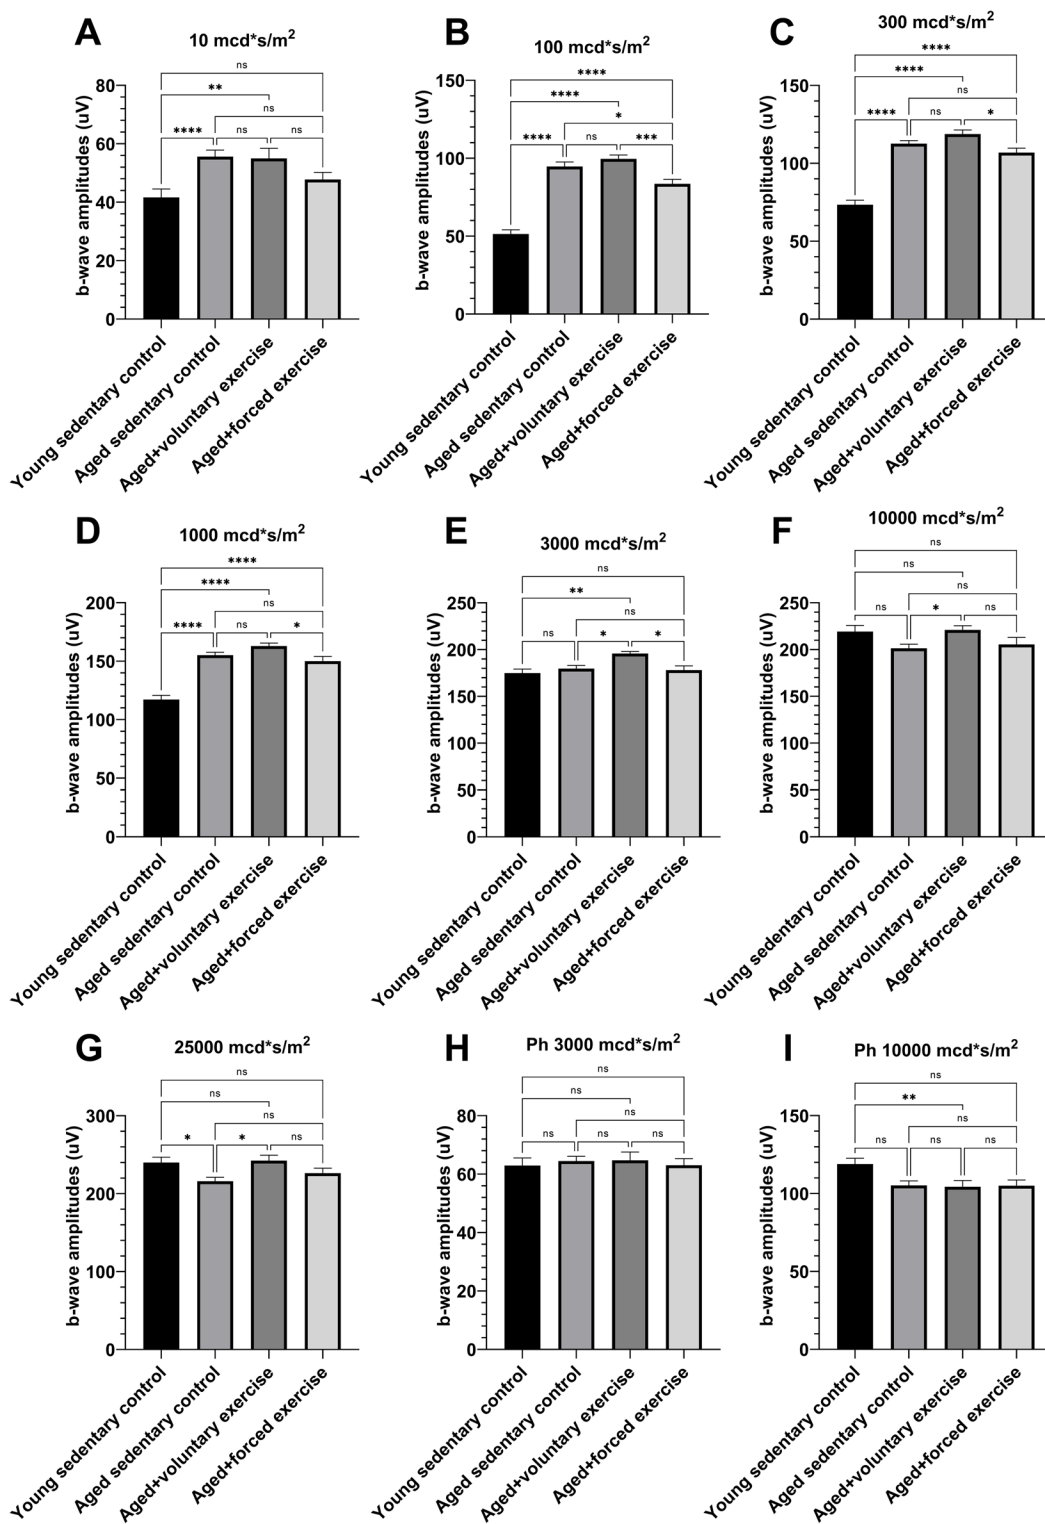 A
10 mcd*s/m2
ns
**
ns
**** ns ns
b-wave amplitudes (uV)
80
60
40
20
0
Young sedentary control
Aged sedentary control
Aged+voluntary exercise
Aged+forced exercise
B
100 mcd*s/m2
****
****
*
**** ns ***
b-wave amplitudes (uV)
150
100
50
0
Young sedentary control
Aged sedentary control
Aged+voluntary exercise
Aged+forced exercise
C
300 mcd*s/m2
****
****
ns
**** ns *
b-wave amplitudes (uV)
150
100
50
0
Young sedentary control
Aged sedentary control
Aged+voluntary exercise
Aged+forced exercise
D
1000 mcd*s/m2
****
****
ns
**** ns *
b-wave amplitudes (uV)
200
150
100
50
0
Young sedentary control
Aged sedentary control
Aged+voluntary exercise
Aged+forced exercise
E
3000 mcd*s/m2
ns
**
ns
ns * *
b-wave amplitudes (uV)
250
200
150
100
50
0
Young sedentary control
Aged sedentary control
Aged+voluntary exercise
Aged+forced exercise
F
10000 mcd*s/m2
ns
ns
ns
ns * ns
b-wave amplitudes (uV)
250
200
150
100
50
0
Young sedentary control
Aged sedentary control
Aged+voluntary exercise
Aged+forced exercise
G
25000 mcd*s/m2
ns
ns
ns
* * ns
b-wave amplitudes (uV)
300
200
100
0
Young sedentary control
Aged sedentary control
Aged+voluntary exercise
Aged+forced exercise
H
Ph 3000 mcd*s/m2
ns
ns
ns
ns ns ns
b-wave amplitudes (uV)
80
60
40
20
0
Young sedentary control
Aged sedentary control
Aged+voluntary exercise
Aged+forced exercise
I
Ph 10000 mcd*s/m2
ns
**
ns
ns ns ns
b-wave amplitudes (uV)
150
100
50
0
Young sedentary control
Aged sedentary control
Aged+voluntary exercise
Aged+forced exercise